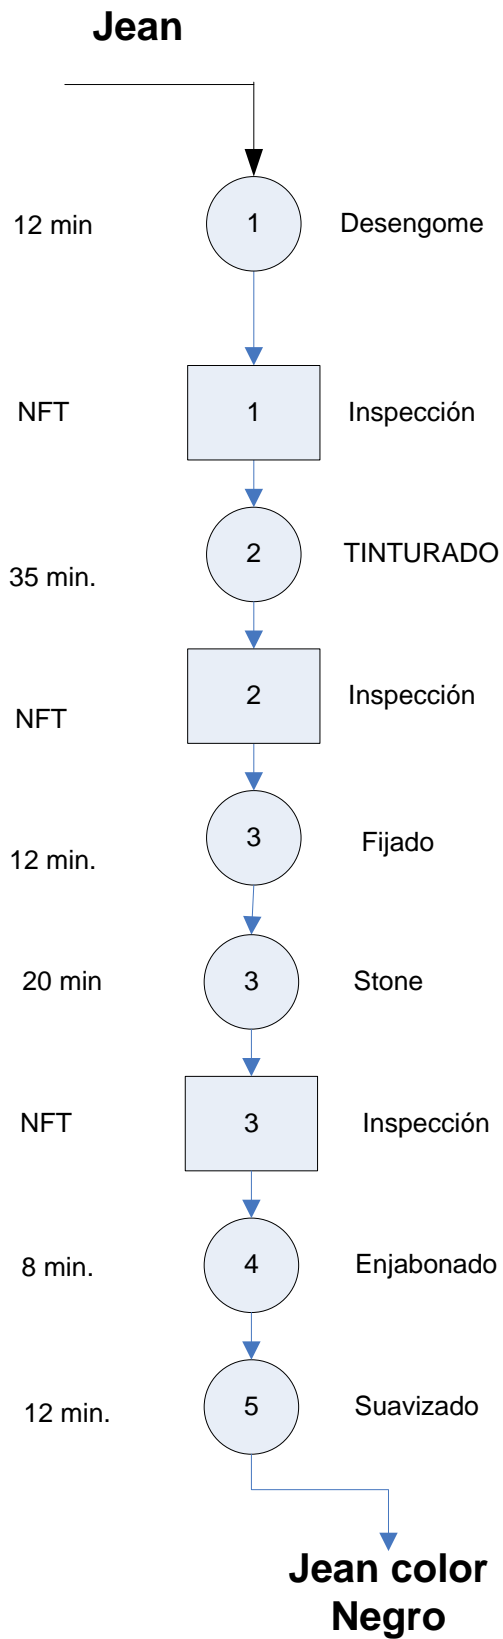 Jean
12 min 1 Desengome
NFT 1 Inspección
35 min. 2 TINTURADO
NFT 2 Inspección
12 min. 3 Fijado
20 min 3 Stone
NFT 3 Inspección
8 min. 4 Enjabonado
12 min. 5 Suavizado
Jean color
Negro